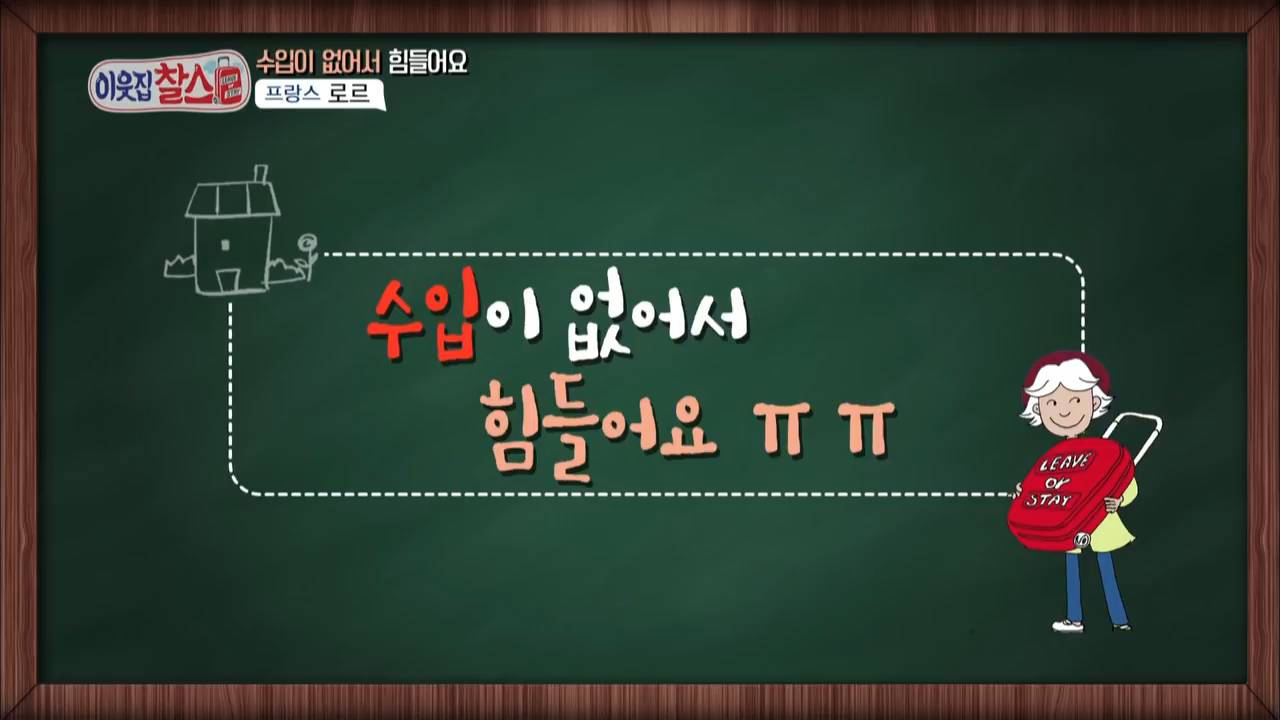 이웃집 찰스
수입이 없어서 힘들어요
프랑스 로르
수입이 없어서
힘들어요 ㅠㅠ
LEAVE
or
STAY